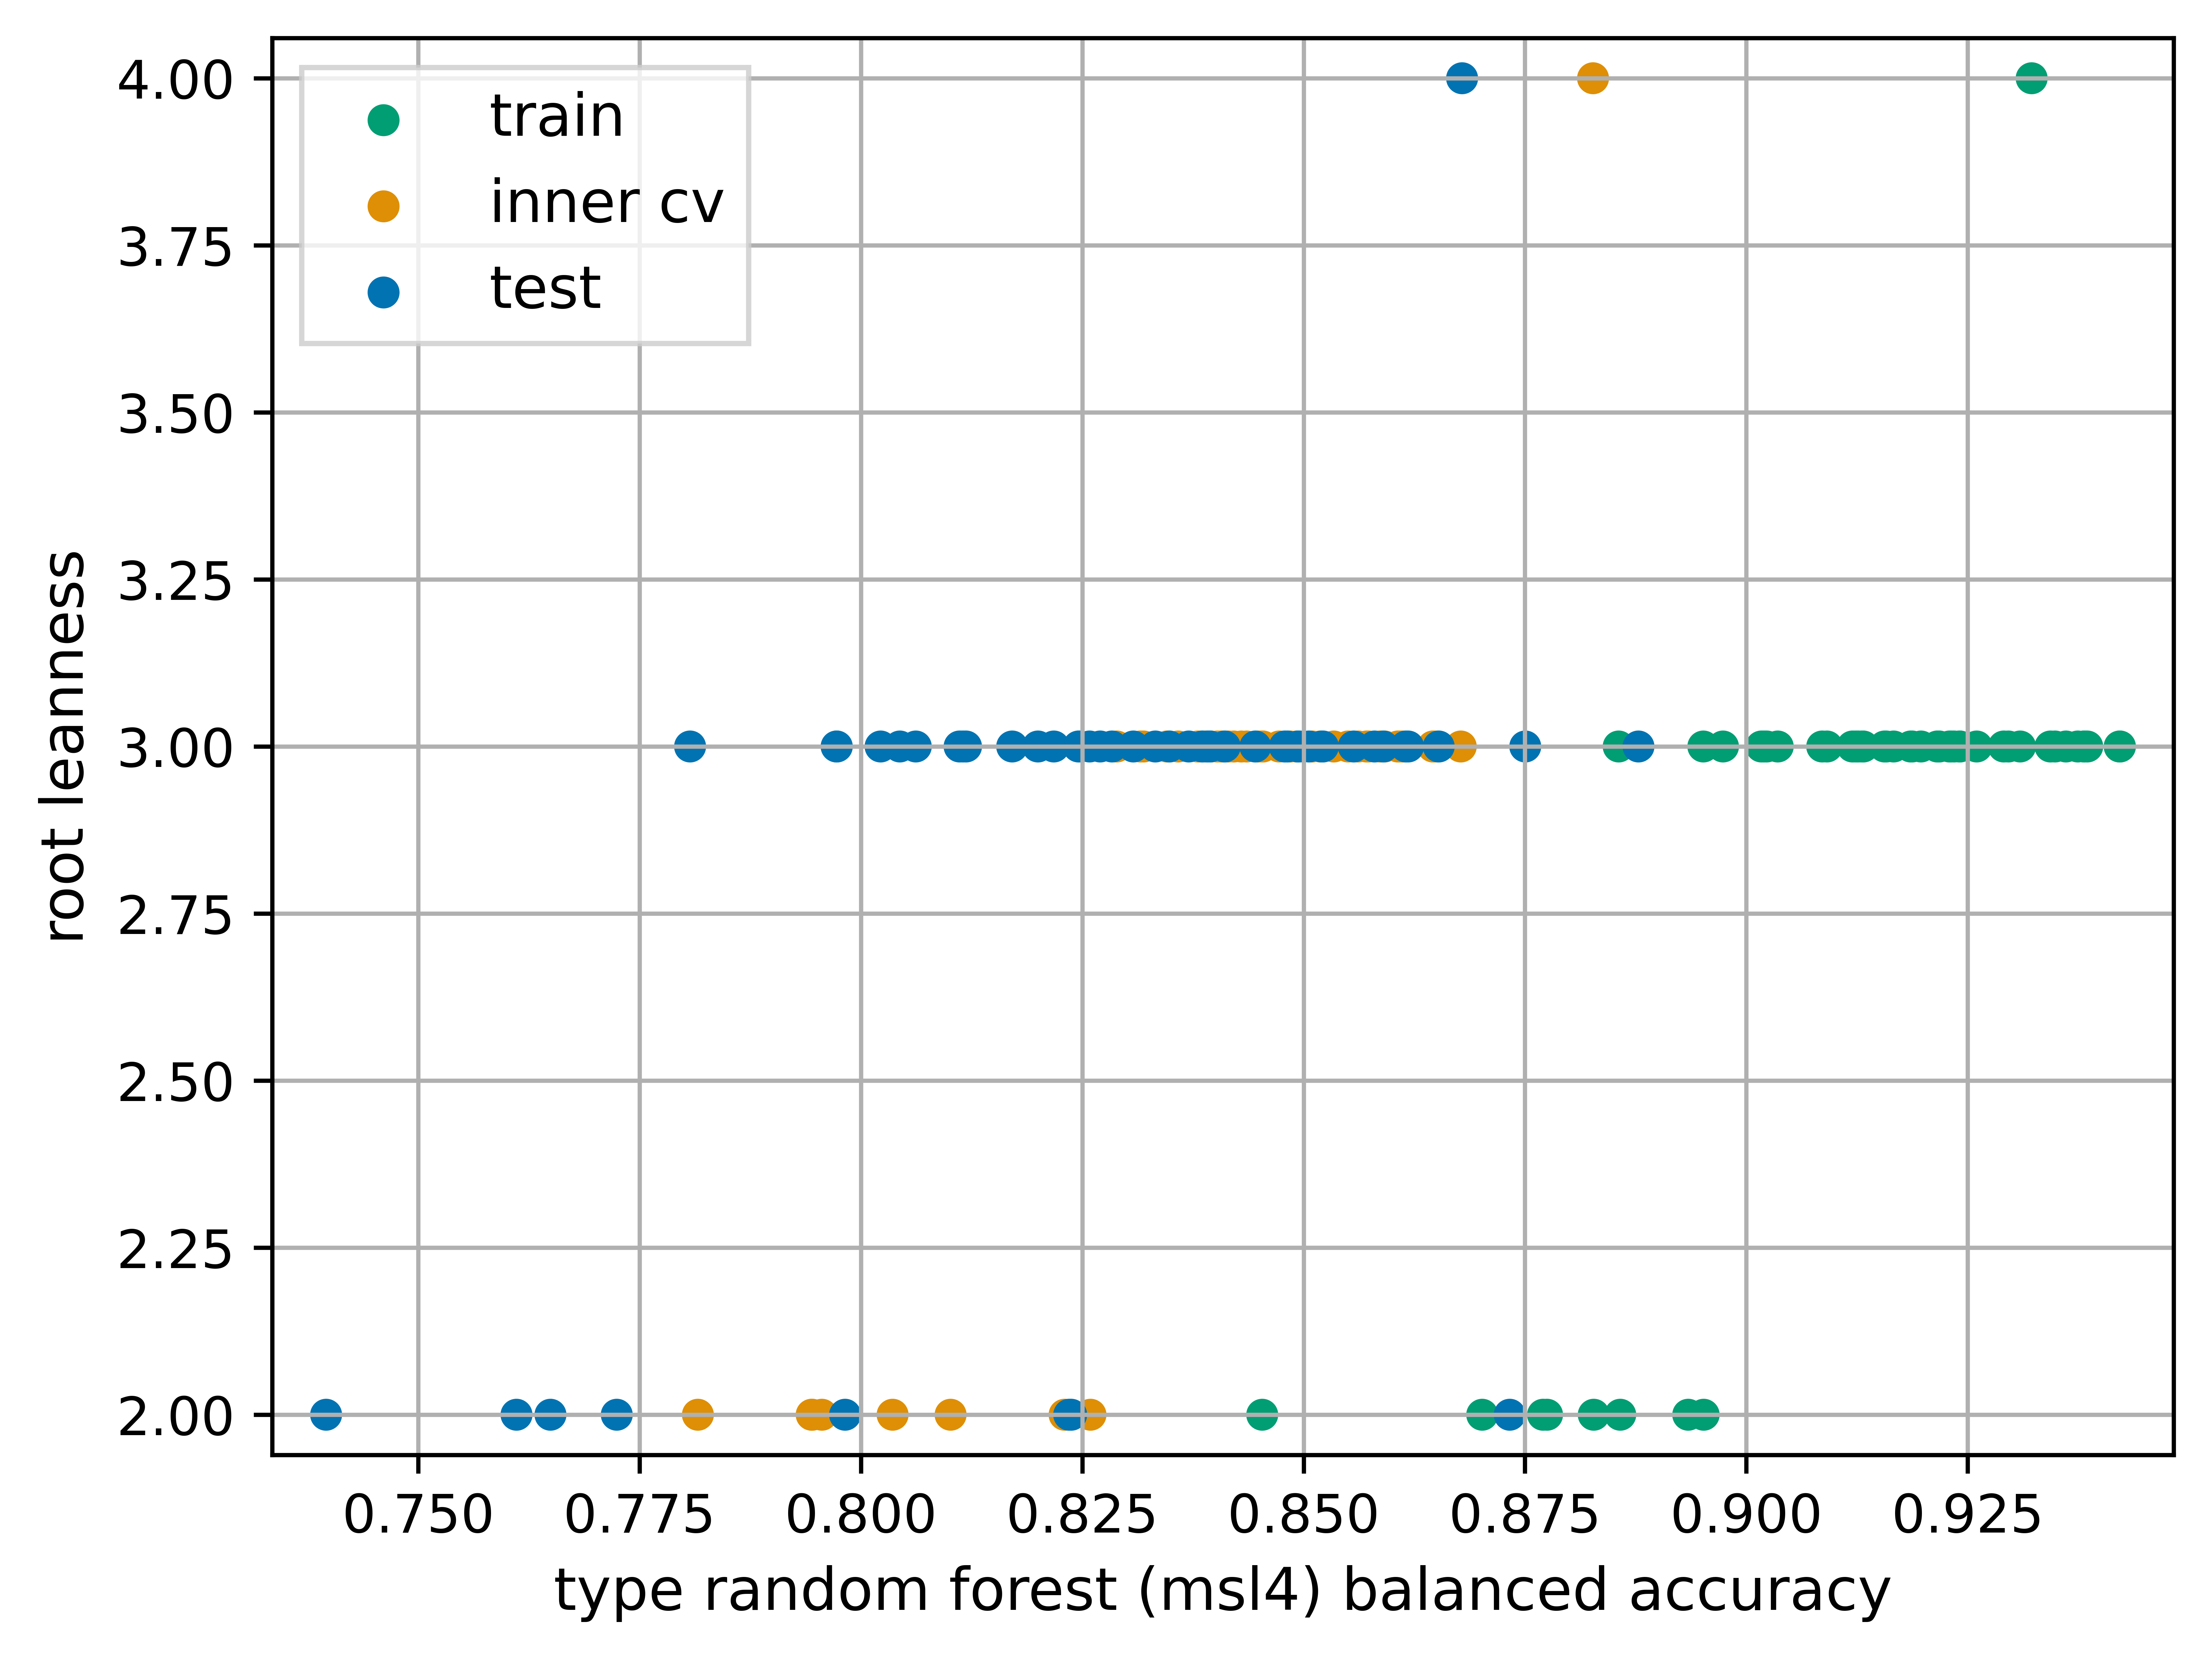 train
inner cv
test
4.00
3.75
3.50
3.25
3.00
2.75
2.50
2.25
2.00
root leanness
0.750 0.775 0.800 0.825 0.850 0.875 0.900 0.925
type random forest (msl4) balanced accuracy